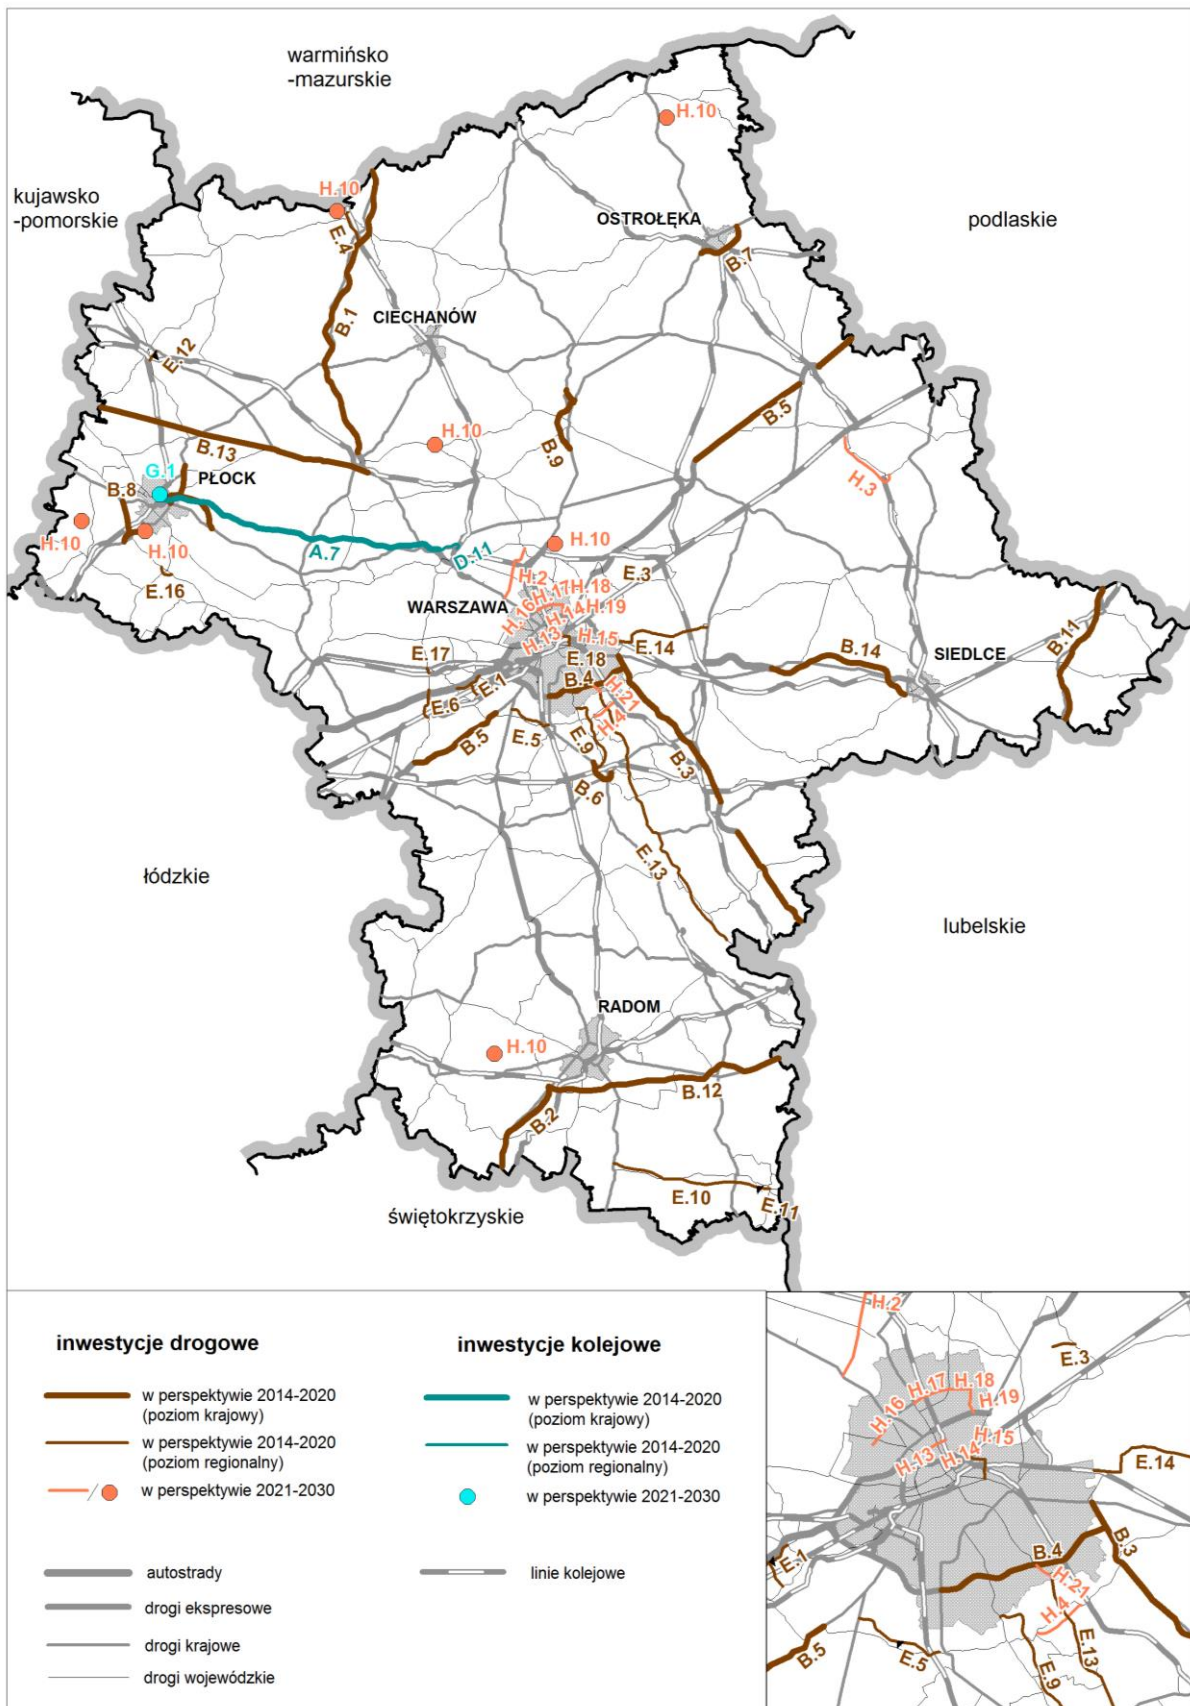 warmińsko
-mazurskie
H.10
H.10
kujawsko
-pomorskie
OSTROŁĘKA
podlaskie
E.4
B.7
B.1
CIECHANÓW
E.12
B.5
H.10
B.13
B.9
G.1
PŁOCK
H.3
B.8
H.10
H.10
H.10
A.7
D.11
E.16
H.2
E.3
H.17
H.18
WARSZAWA
H.16
H.14
H.19
H.13
H.15
E.14
B.14
SIEDLCE
B.11
E.17
E.18
E.1
B.4
E.6
H.21
H.4
B.5
E.5
E.9
B.3
B.6
E.13
łódzkie
lubelskie
RADOM
H.10
B.12
B.2
E.10
E.11
świętokrzyskie
inwestycje drogowe
w perspektywie 2014-2020
(poziom krajowy)
w perspektywie 2014-2020
(poziom regionalny)
/ w perspektywie 2021-2030
autostrady
drogi ekspresowe
drogi krajowe
drogi wojewódzkie
inwestycje kolejowe
w perspektywie 2014-2020
(poziom krajowy)
w perspektywie 2014-2020
(poziom regionalny)
w perspektywie 2021-2030
linie kolejowe
H.2
E.3
H.17
H.18
H.19
H.16
H.15
H.13
H.14
E.14
B.3
B.4
E.1
H.21
H.4
B.5
E.5
E.13
E.9